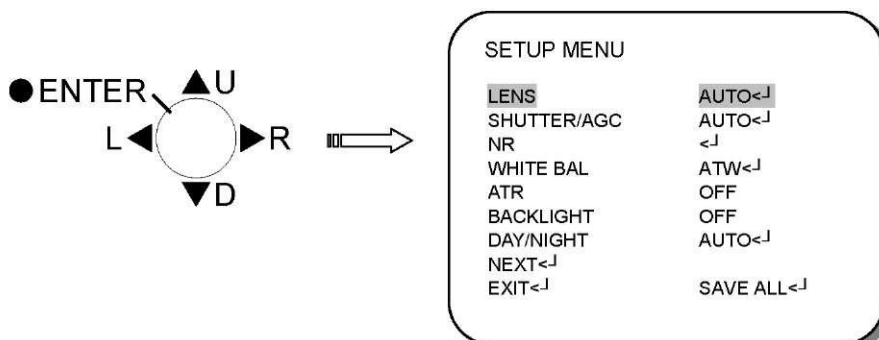 ●ENTER
▲U
L◀
▶R
▼D
SETUP MENU
LENS AUTO<┘
SHUTTER/AGC AUTO<┘
NR <┘
WHITE BAL ATW<┘
ATR OFF
BACKLIGHT OFF
DAY/NIGHT AUTO<┘
NEXT<┘
EXIT<┘ SAVE ALL<┘